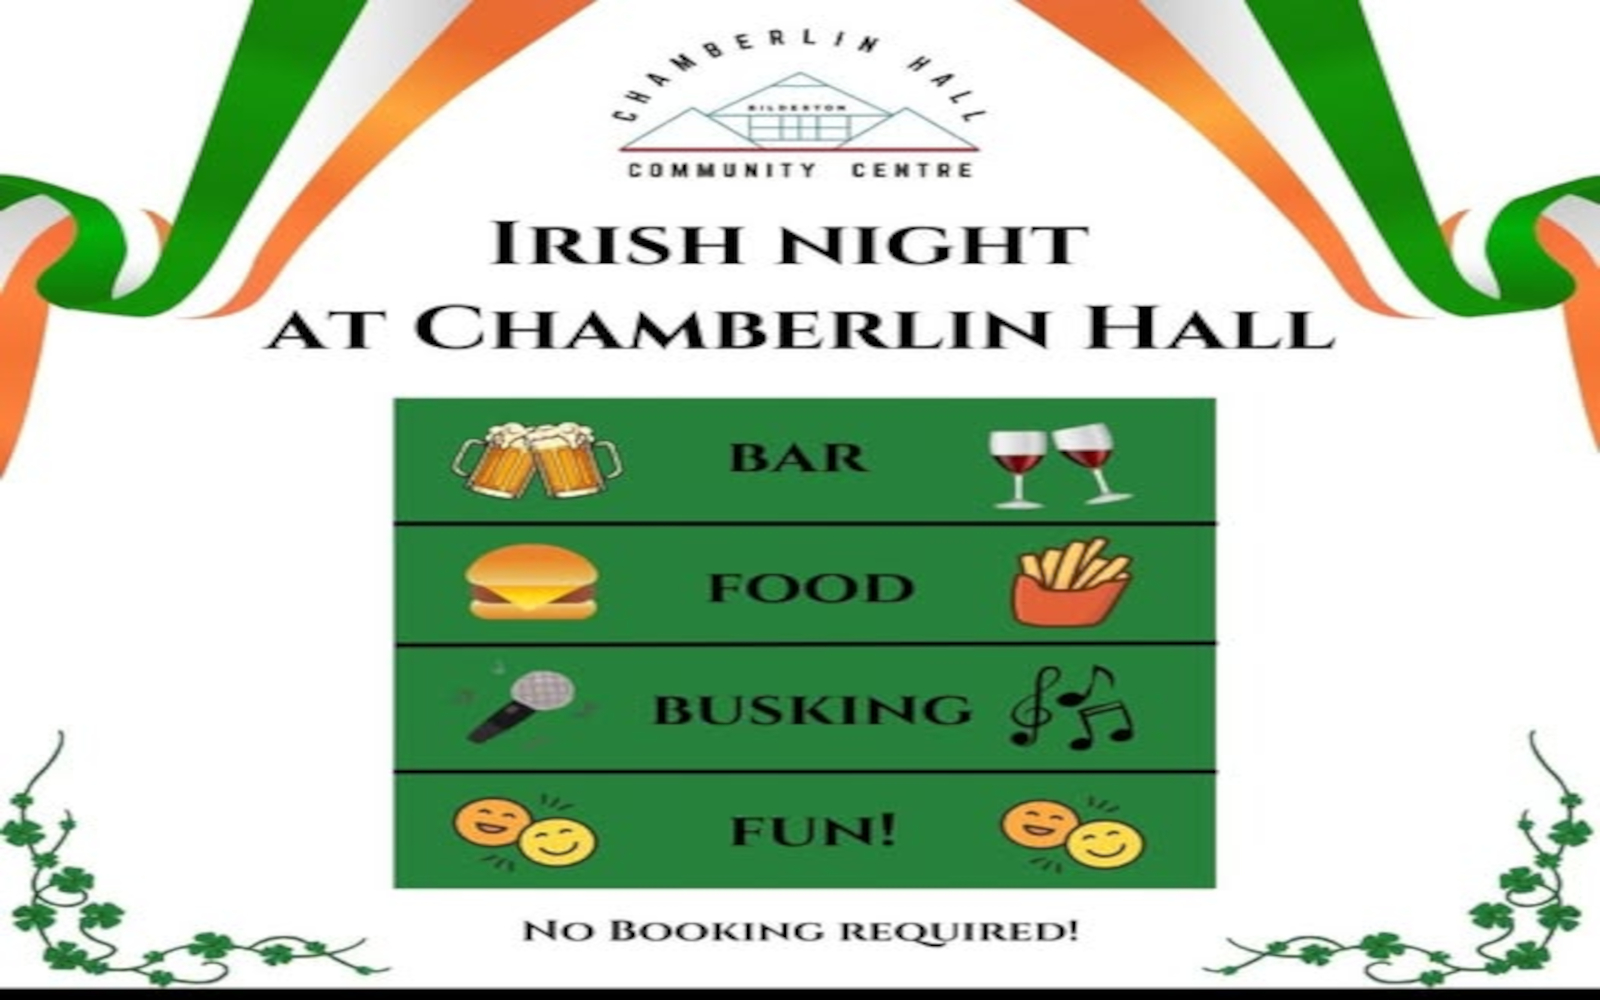 CHAMBERLIN HALL
BILDESTON
COMMUNITY CENTRE
IRISH NIGHT
AT CHAMBERLIN HALL
BAR
FOOD
BUSKING
FUN!
NO BOOKING REQUIRED!